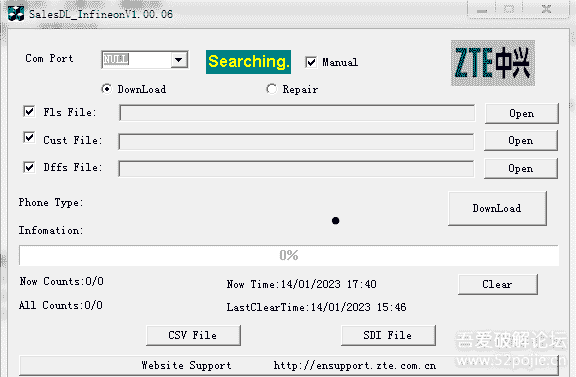 SalesDL_InfineonV1.00.06
Com Port NULL Searching. Manual
ZTE中兴
DownLoad Repair
Fls File: Open
Cust File: Open
Dffs File: Open
Phone Type:
DownLoad
Infomation:
0%
Now Counts:0/0 Now Time:14/01/2023 17:40 Clear
All Counts:0/0 LastClearTime:14/01/2023 15:46
CSV File SDI File
吾爱破解论坛
Website Support http://ensupport.zte.com.cn
www.52pojie.cn